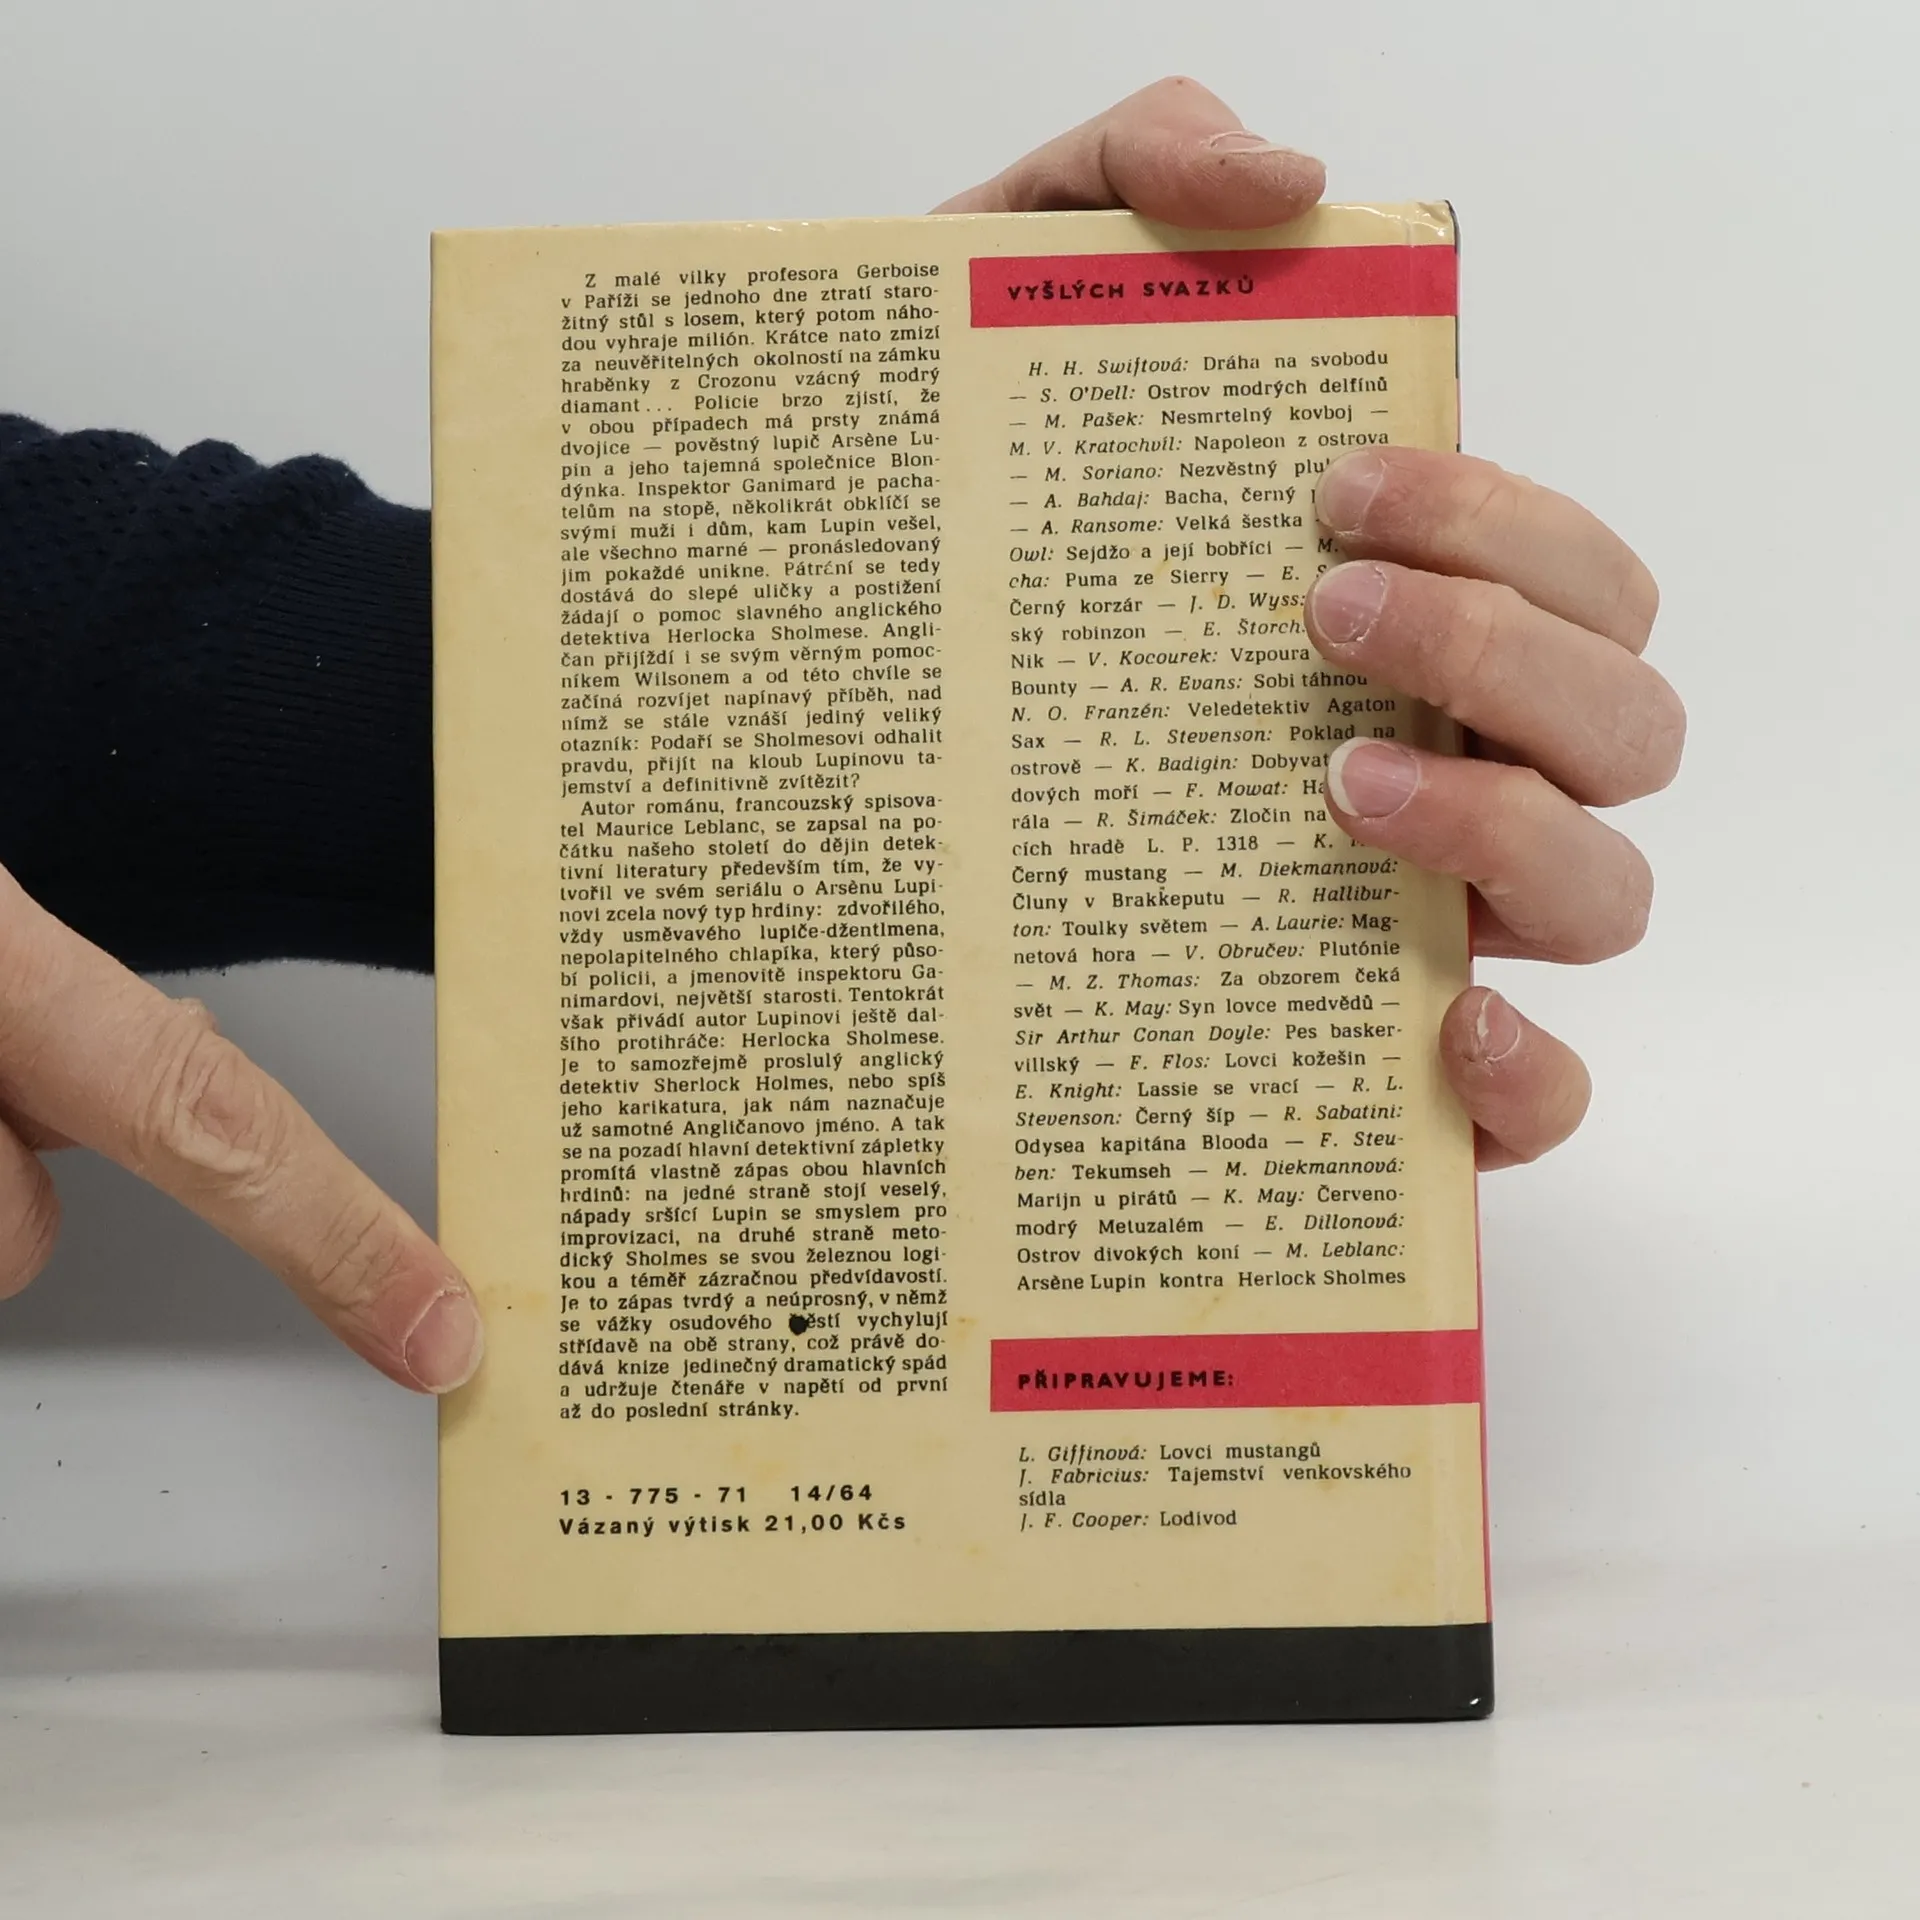 Z malé vilky profesora Gerboise
v Paříži se jednoho dne ztratí staro-
žitný stůl s losem, který potom náho-
dou vyhraje milión. Krátce nato zmizí
za neuvěřitelných okolností na zámku
hraběnky z Crozonu vzácný modrý
diamant... Policie brzo zjistí, že
v obou případech má prsty známá
dvojice — pověstný lupič Arsène Lu-
pin a jeho tajemná společnice Blon-
dýnka. Inspektor Ganimard je pacha-
telům na stopě, několikrát obklíčí se
svými muži i dům, kam Lupin vešel,
ale všechno marné — pronásledovaný
jim pokaždé unikne. Pátrání se tedy
dostává do slepé uličky a postižení
žádají o pomoc slavného anglického
detektiva Herlocka Sholmese. Angli-
čan přijíždí i se svým věrným pomoc-
níkem Wilsonem a od této chvíle se
začíná rozvíjet napínavý příběh, nad
nímž se stále vznáší jediný veliký
otazník: Podaří se Sholmesovi odhalit
pravdu, přijít na kloub Lupinovu ta-
jemství a definitivně zvítězit?
Autor románu, francouzský spisova-
tel Maurice Leblanc, se zapsal na po-
čátku našeho století do dějin detek-
tivní literatury především tím, že vy-
tvořil ve svém seriálu o Arsènu Lupi-
novi zcela nový typ hrdiny: zdvořilého,
vždy usměvavého lupiče-džentlmena,
nepolapitelného chlapíka, který půso-
bí policii, a jmenovitě inspektoru Ga-
nimardovi, největší starosti. Tentokrát
však přivádí autor Lupinovi ještě dal-
šího protihráče: Herlocka Sholmese.
Je to samozřejmě proslulý anglický
detektiv Sherlock Holmes, nebo spíš
jeho karikatura, jak nám naznačuje
už samotné Angličanovo jméno. A tak
se na pozadí hlavní detektivní zápletky
promítá vlastně zápas obou hlavních
hrdinů: na jedné straně stojí veselý,
nápady sršící Lupin se smyslem pro
improvizaci, na druhé straně meto-
dický Sholmes se svou železnou logi-
kou a téměř zázračnou předvídavostí.
Je to zápas tvrdý a neúprosný, v němž
se vážky osudového vychylují
střídavě na obě strany, což právě do-
dává knize jedinečný dramatický spád
a udržuje čtenáře v napětí od první
až do poslední stránky.
13 - 775 - 71 14/64
Vázaný výtisk 21,00 Kčs
VYŠLÝCH SVAZKŮ
H. H. Swiftová: Dráha na svobodu
— S. O'Dell: Ostrov modrých delfínů
— M. Pašek: Nesmrtelný kovboj —
M. V. Kratochvíl: Napoleon z ostrova
— M. Soriano: Nezvěstný
— A. Bahdaj: Bacha, černý
— A. Ransome: Velká šestka
Owl: Sejdžo a její bobříci — M.
cha: Puma ze Sierry — E.
Černý korzár — J. D. Wyss:
ský robinzon — E.
Nik — V. Kocourek: Vzpoura
Bounty — A. R. Evans: Sobi táhnou
N. O. Franzén: Veledetektiv Agaton
Sax — R. L. Stevenson: Poklad na
ostrově — K. Badigin:
dových moří — F. Mowat:
rála — R. Šimáček: Zločin na
cích hradě L. P. 1318 — K.
Černý mustang — M. Diekmannová:
Čluny v Brakkeputu — R. Hallibur-
ton: Toulky světem — A. Laurie: Mag-
netová hora — V. Obručev: Plutónie
— M. Z. Thomas: Za obzorem čeká
svět — K. May: Syn lovce medvědů —
Sir Arthur Conan Doyle: Pes basker-
villský — F. Flos: Lovci kožešin —
E. Knight: Lassie se vrací — R. L.
Stevenson: Černý šíp — R. Sabatini:
Odysea kapitána Blooda — F. Steu-
ben: Tekumseh — M. Diekmannová:
Marijn u pirátů — K. May: Červeno-
modrý Metuzalém — E. Dillonová:
Ostrov divokých koní — M. Leblanc:
Arsène Lupin kontra Herlock Sholmes
PŘIPRAVUJEME:
L. Giffinová: Lovci mustangů
J. Fabricius: Tajemství venkovského
sídla
J. F. Cooper: Lodivod